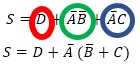 S = D + A̅B̅ + A̅C
S = D + A̅ (B̅ + C)